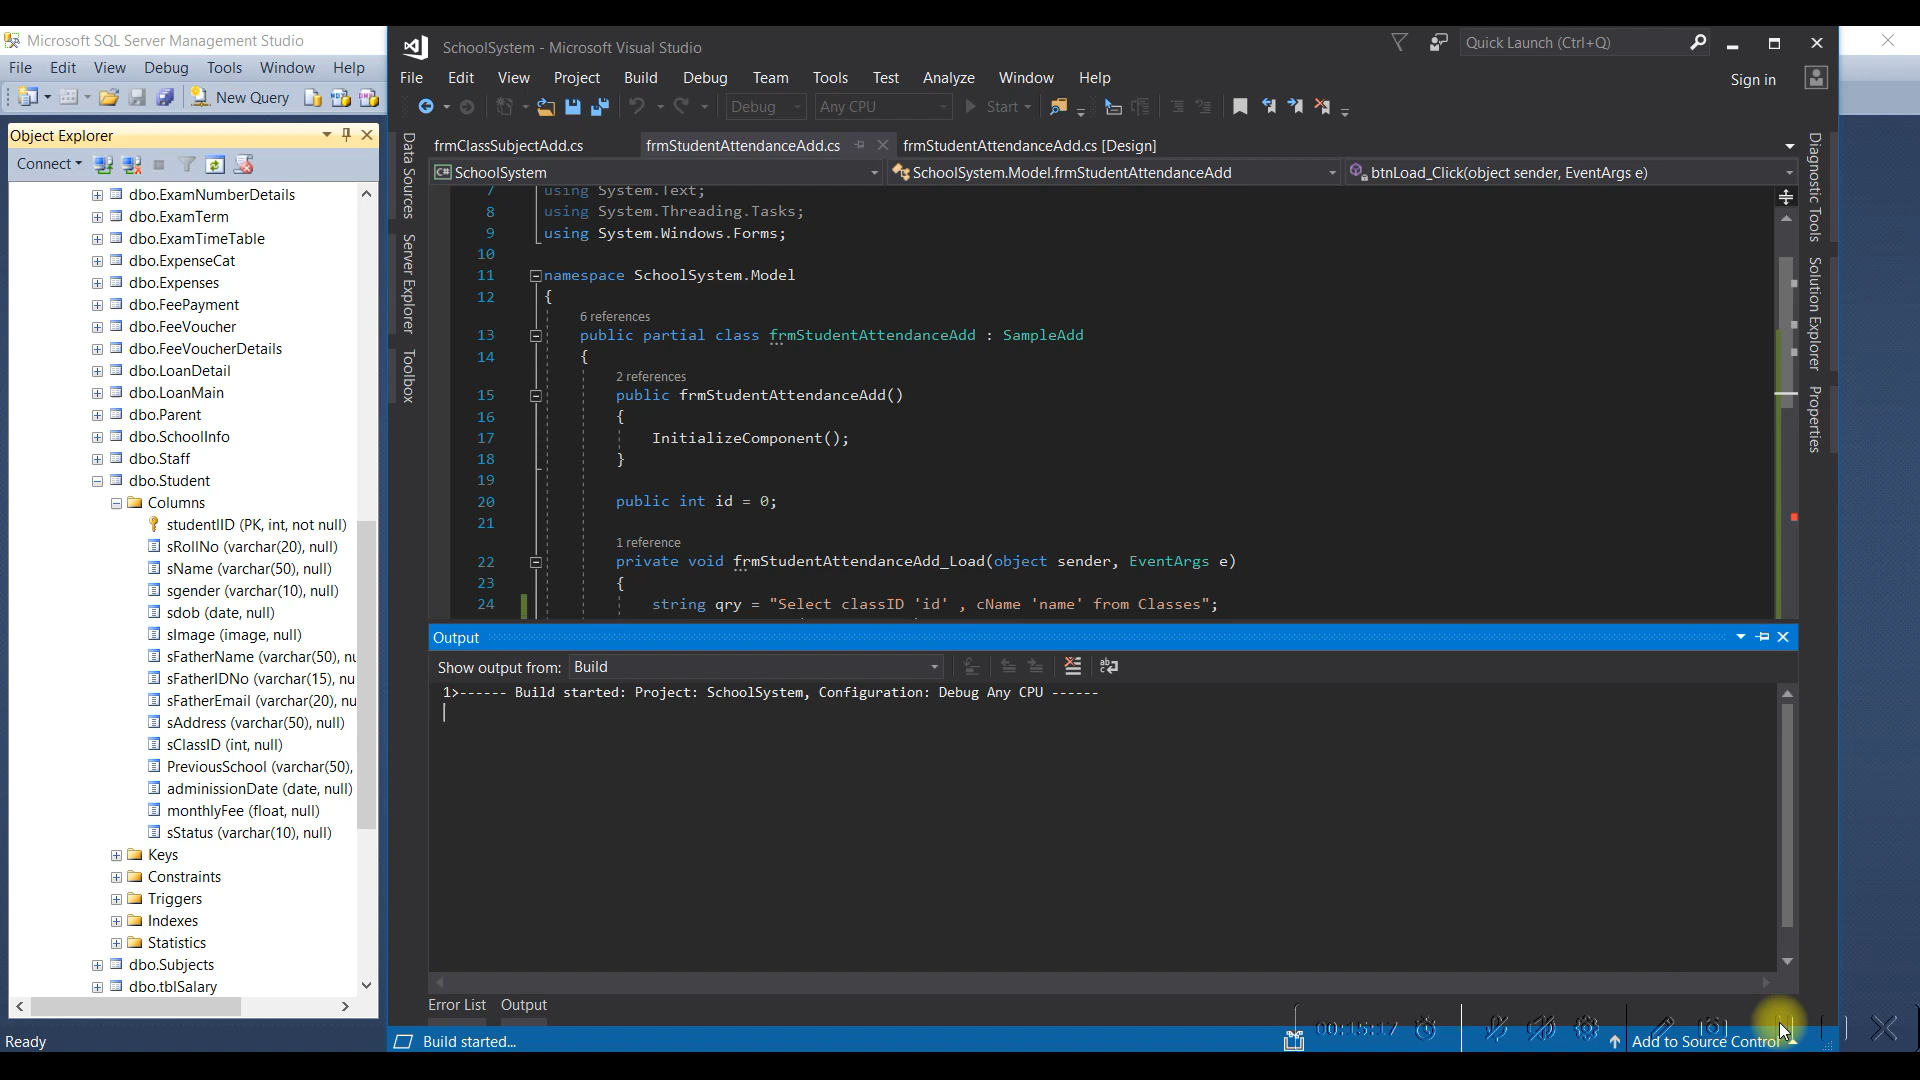 Microsoft SQL Server Management Studio
File Edit View Debug Tools Window Help
New Query
Object Explorer
Connect
dbo.ExamNumberDetails
dbo.ExamTerm
dbo.ExamTimeTable
dbo.ExpenseCat
dbo.Expenses
dbo.FeePayment
dbo.FeeVoucher
dbo.FeeVoucherDetails
dbo.LoanDetail
dbo.LoanMain
dbo.Parent
dbo.SchoolInfo
dbo.Staff
dbo.Student
Columns
studentIID (PK, int, not null)
sRollNo (varchar(20), null)
sName (varchar(50), null)
sgender (varchar(10), null)
sdob (date, null)
sImage (image, null)
sFatherName (varchar(50), nu
sFatherIDNo (varchar(15), nu
sFatherEmail (varchar(20), nu
sAddress (varchar(50), null)
sClassID (int, null)
PreviousSchool (varchar(50),
adminissionDate (date, null)
monthlyFee (float, null)
sStatus (varchar(10), null)
Keys
Constraints
Triggers
Indexes
Statistics
dbo.Subjects
dbo.tblSalary
Ready
SchoolSystem - Microsoft Visual Studio
Quick Launch (Ctrl+Q)
File Edit View Project Build Debug Team Tools Test Analyze Window Help
Sign in
Debug Any CPU Start
Data Sources
Server Explorer
Toolbox
frmClassSubjectAdd.cs frmStudentAttendanceAdd.cs frmStudentAttendanceAdd.cs [Design]
C# SchoolSystem SchoolSystem.Model.frmStudentAttendanceAdd btnLoad_Click(object sender, EventArgs e)
7 using System.Text;
8 using System.Threading.Tasks;
9 using System.Windows.Forms;
10
11 namespace SchoolSystem.Model
12 {
6 references
13 public partial class frmStudentAttendanceAdd : SampleAdd
14 {
2 references
15 public frmStudentAttendanceAdd()
16 {
17 InitializeComponent();
18 }
19
20 public int id = 0;
21
1 reference
22 private void frmStudentAttendanceAdd_Load(object sender, EventArgs e)
23 {
24 string qry = "Select classID 'id' , cName 'name' from Classes";
Diagnostic Tools
Solution Explorer
Properties
Output
Show output from: Build
1>------ Build started: Project: SchoolSystem, Configuration: Debug Any CPU ------
Error List Output
00:15:17
Build started...
Add to Source Control